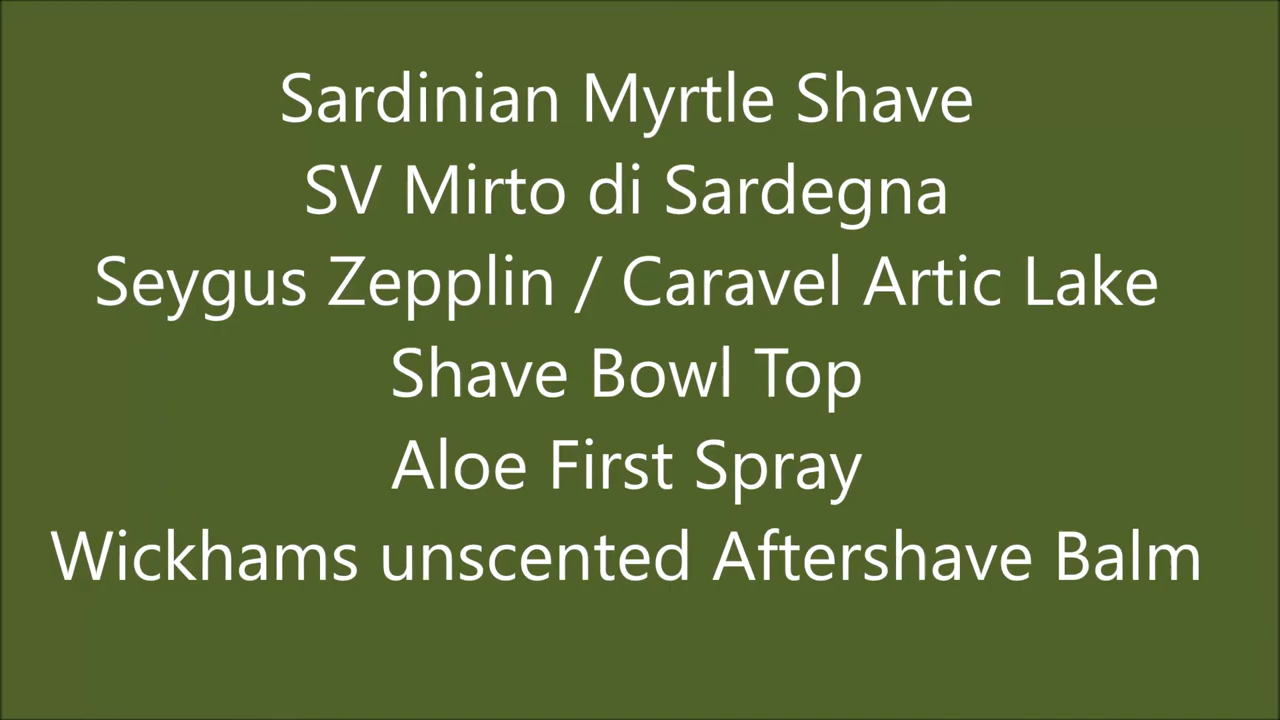 Sardinian Myrtle Shave
SV Mirto di Sardegna
Seygus Zepplin / Caravel Artic Lake
Shave Bowl Top
Aloe First Spray
Wickhams unscented Aftershave Balm